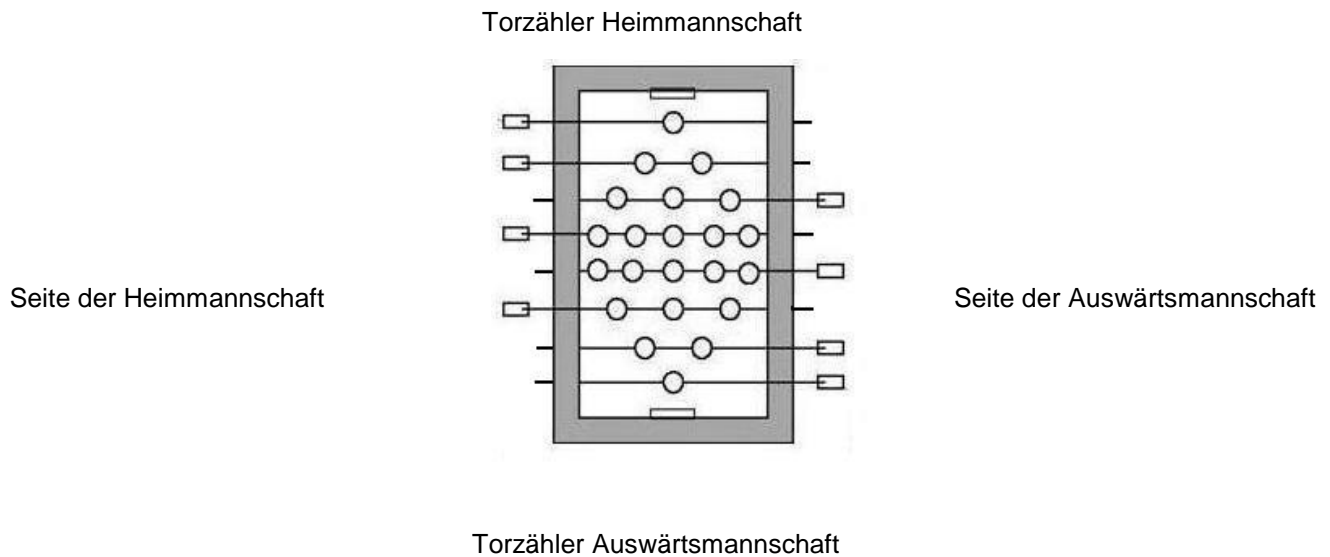 Torzähler Heimmannschaft
Seite der Heimmannschaft
Seite der Auswärtsmannschaft
Torzähler Auswärtsmannschaft